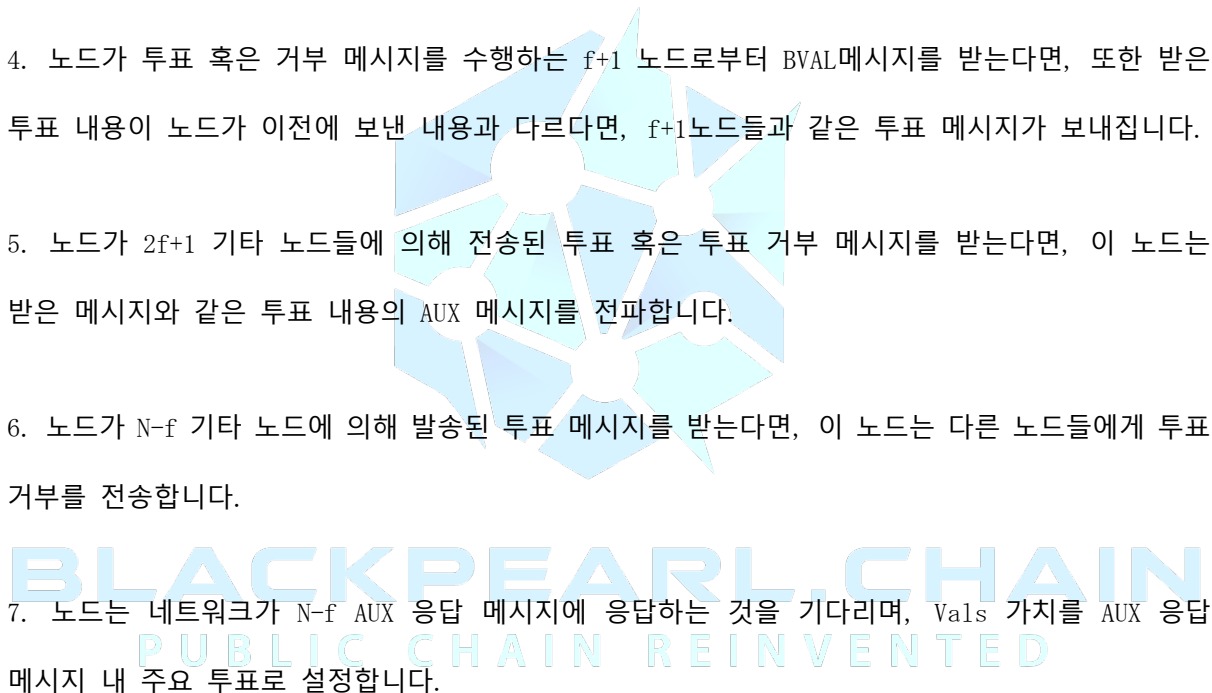 4. 노드가 투표 혹은 거부 메시지를 수행하는 f+1 노드로부터 BVAL메시지를 받는다면, 또한 받은
투표 내용이 노드가 이전에 보낸 내용과 다르다면, f+1노드들과 같은 투표 메시지가 보내집니다.
5. 노드가 2f+1 기타 노드들에 의해 전송된 투표 혹은 투표 거부 메시지를 받는다면, 이 노드는
받은 메시지와 같은 투표 내용의 AUX 메시지를 전파합니다.
6. 노드가 N-f 기타 노드에 의해 발송된 투표 메시지를 받는다면, 이 노드는 다른 노드들에게 투표
거부를 전송합니다.
BLACKPEARL.CHAIN
7. 노드는 네트워크가 N-f AUX 응답 메시지에 응답하는 것을 기다리며, Vals 가치를 AUX 응답
PUBLIC CHAIN REINVENTED
메시지 내 주요 투표로 설정합니다.